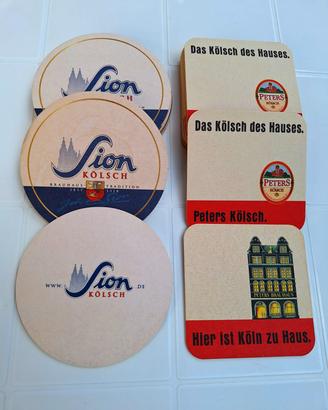 Sion
Sion
KÖLSCH
BRAUHAUS TRADITION
www. Sion .de
KÖLSCH
Das Kölsch des Hauses.
PETERS
KÖLSCH
Das Kölsch des Hauses.
PETERS
KÖLSCH
Peters Kölsch.
PETERS BRAUHAUS
Hier ist Köln zu Haus.